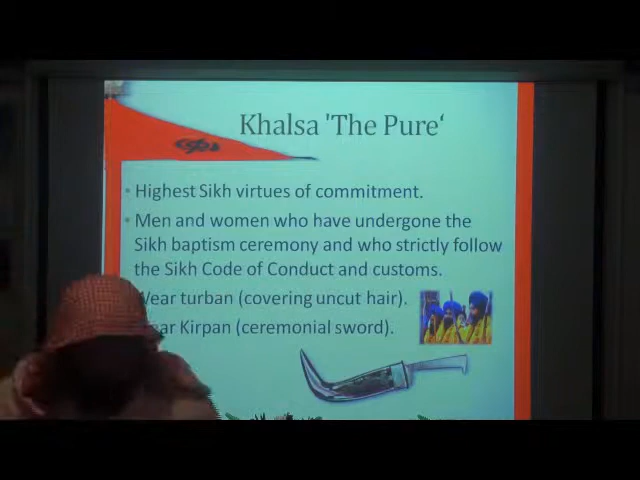 Khalsa 'The Pure‘
• Highest Sikh virtues of commitment.
• Men and women who have undergone the
Sikh baptism ceremony and who strictly follow
the Sikh Code of Conduct and customs.
Wear turban (covering uncut hair).
Wear Kirpan (ceremonial sword).